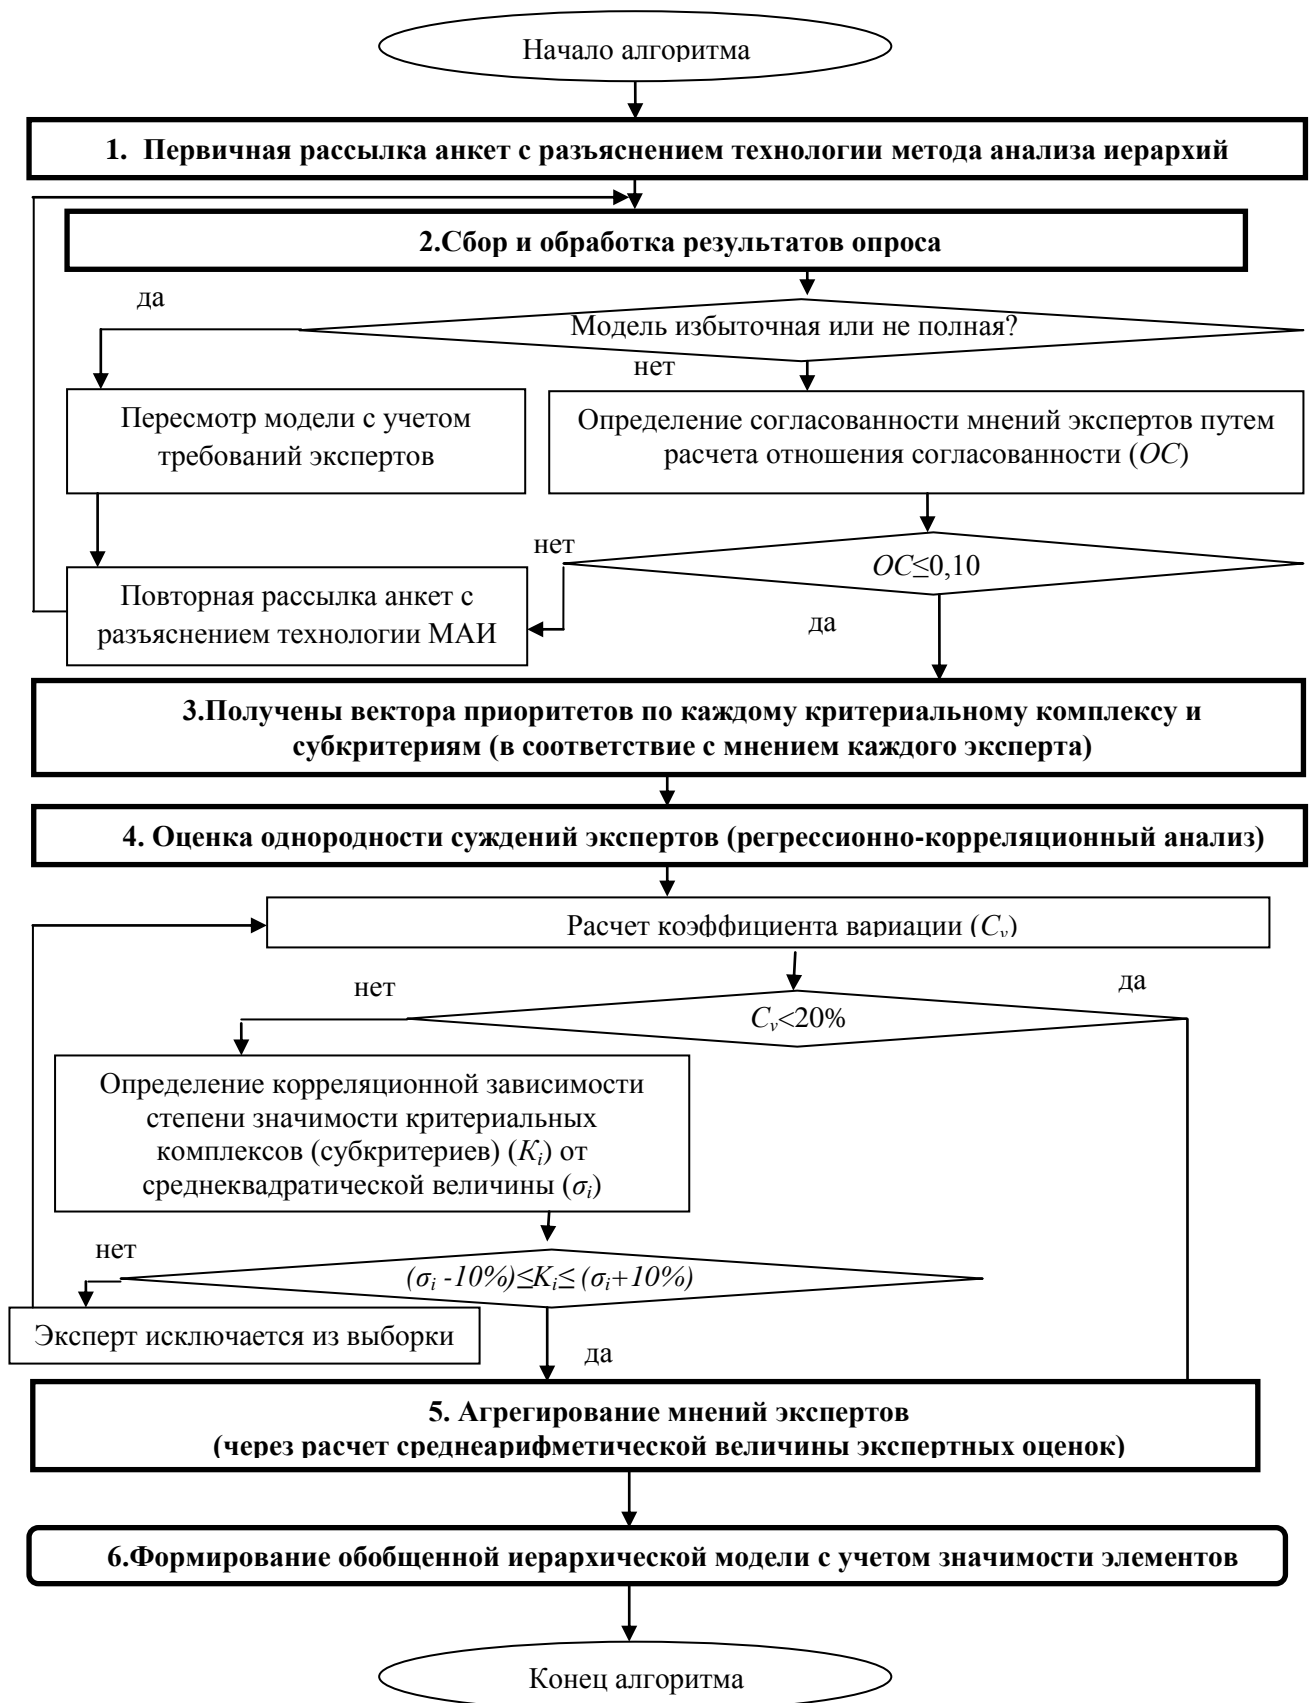 Начало алгоритма
1. Первичная рассылка анкет с разъяснением технологии метода анализа иерархий
2.Сбор и обработка результатов опроса
да
Модель избыточная или не полная?
нет
Пересмотр модели с учетом
требований экспертов
Определение согласованности мнений экспертов путем
расчета отношения согласованности (ОС)
нет
ОС≤0,10
Повторная рассылка анкет с
разъяснением технологии МАИ
да
3.Получены вектора приоритетов по каждому критериальному комплексу и
субкритериям (в соответствие с мнением каждого эксперта)
4. Оценка однородности суждений экспертов (регрессионно-корреляционный анализ)
Расчет коэффициента вариации (Cv)
нет
да
Cv<20%
Определение корреляционной зависимости
степени значимости критериальных
комплексов (субкритериев) (Ki) от
среднеквадратической величины (σi)
нет
(σi -10%)≤Ki≤ (σi+10%)
Эксперт исключается из выборки
да
5. Агрегирование мнений экспертов
(через расчет среднеарифметической величины экспертных оценок)
6.Формирование обобщенной иерархической модели с учетом значимости элементов
Конец алгоритма